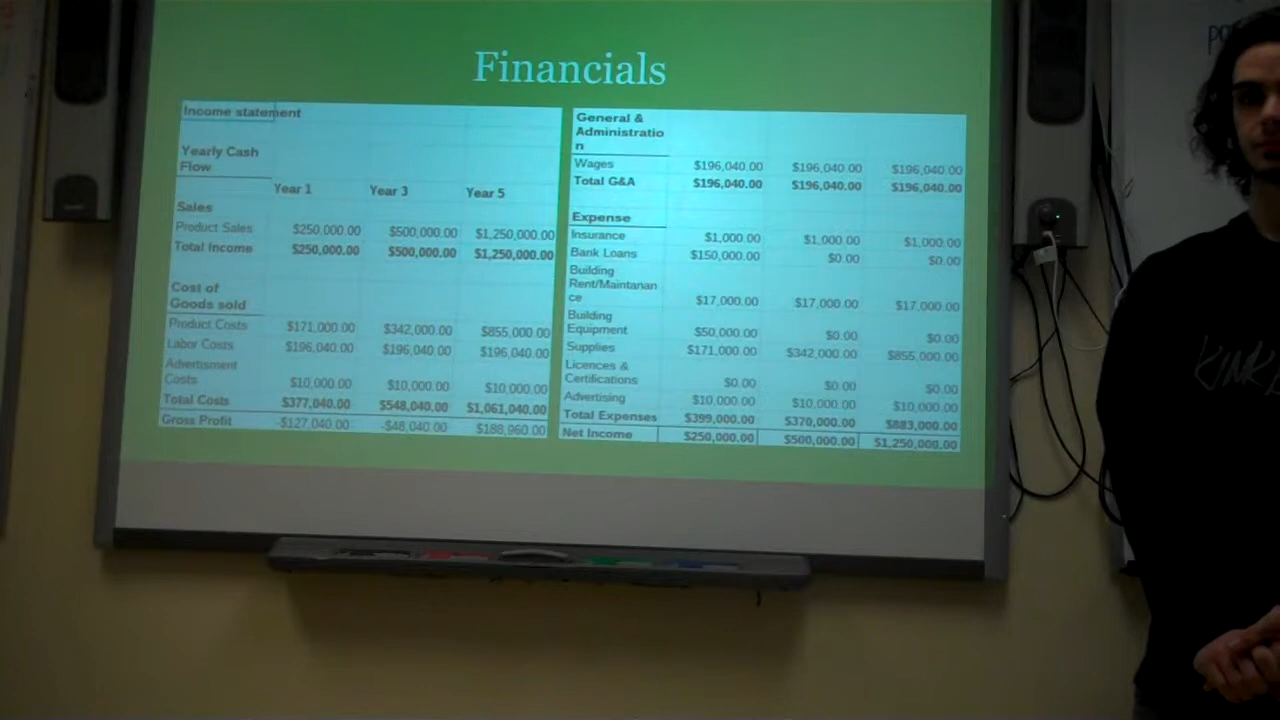 Financials
Income statement
Yearly Cash
Flow
Year 1 Year 3 Year 5
Sales
Product Sales $250,000.00 $500,000.00 $1,250,000.00
Total Income $250,000.00 $500,000.00 $1,250,000.00
Cost of
Goods sold
Product Costs $171,000.00 $342,000.00 $855,000.00
Labor Costs $196,040.00 $196,040.00 $196,040.00
Advertisment
Costs $10,000.00 $10,000.00 $10,000.00
Total Costs $377,040.00 $548,040.00 $1,061,040.00
Gross Profit -$127,040.00 -$48,040.00 $188,960.00
General &
Administratio
n
Wages $196,040.00 $196,040.00 $196,040.00
Total G&A $196,040.00 $196,040.00 $196,040.00
Expense
Insurance $1,000.00 $1,000.00 $1,000.00
Bank Loans $150,000.00 $0.00 $0.00
Building
Rent/Maintanan
ce $17,000.00 $17,000.00 $17,000.00
Building
Equipment $50,000.00 $0.00 $0.00
Supplies $171,000.00 $342,000.00 $855,000.00
Licences &
Certifications $0.00 $0.00 $0.00
Advertising $10,000.00 $10,000.00 $10,000.00
Total Expenses $399,000.00 $370,000.00 $883,000.00
Net Income $250,000.00 $500,000.00 $1,250,000.00